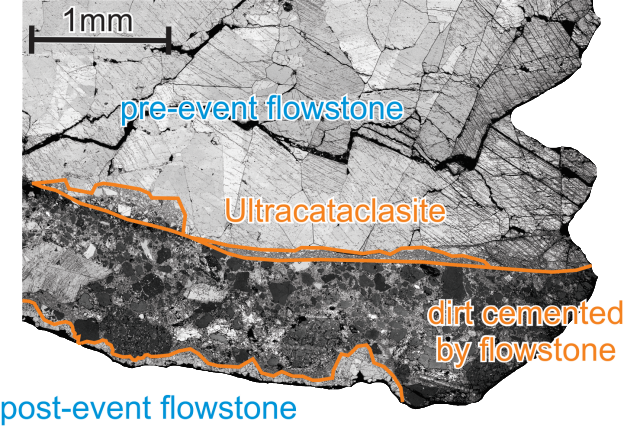 1mm
pre-event flowstone
Ultracataclasite
dirt cemented
by flowstone
post-event flowstone